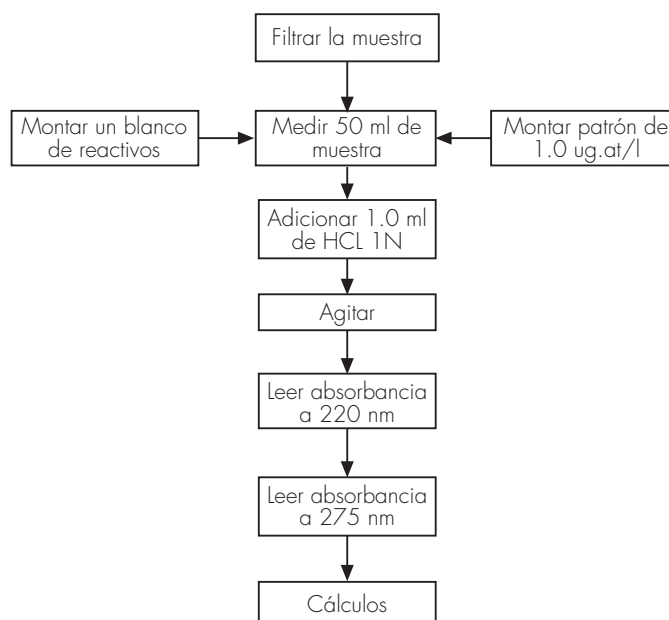 Filtrar la muestra
Montar un blanco
de reactivos
Medir 50 ml de
muestra
Montar patrón de
1.0 ug.at/l
Adicionar 1.0 ml
de HCL 1N
Agitar
Leer absorbancia
a 220 nm
Leer absorbancia
a 275 nm
Cálculos